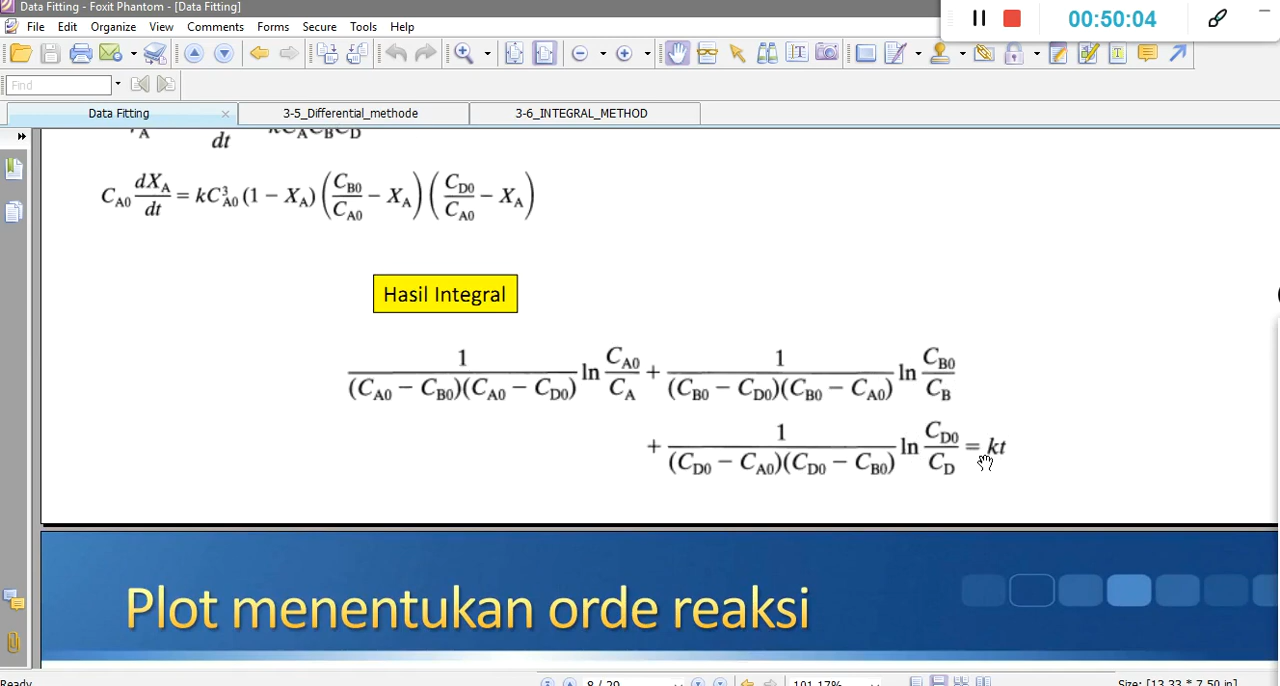 Data Fitting - Foxit Phantom - [Data Fitting]
00:50:04
File Edit View Organize Comments Forms Secure Tools Help
Find
Data Fitting x 3-5_Differential_methode 3-6_INTEGRAL_METHOD
dt
C_A0 dX_A/dt = kC³_A0 (1 − X_A) (C_B0/C_A0 − X_A) (C_D0/C_A0 − X_A)
Hasil Integral
1/((C_A0 − C_B0)(C_A0 − C_D0)) ln C_A0/C_A + 1/((C_B0 − C_D0)(C_B0 − C_A0)) ln C_B0/C_B
+ 1/((C_D0 − C_A0)(C_D0 − C_B0)) ln C_D0/C_D = kt
Plot menentukan orde reaksi
Ready 8 / 29 101,17% Size: [13.33 * 7.50 in]